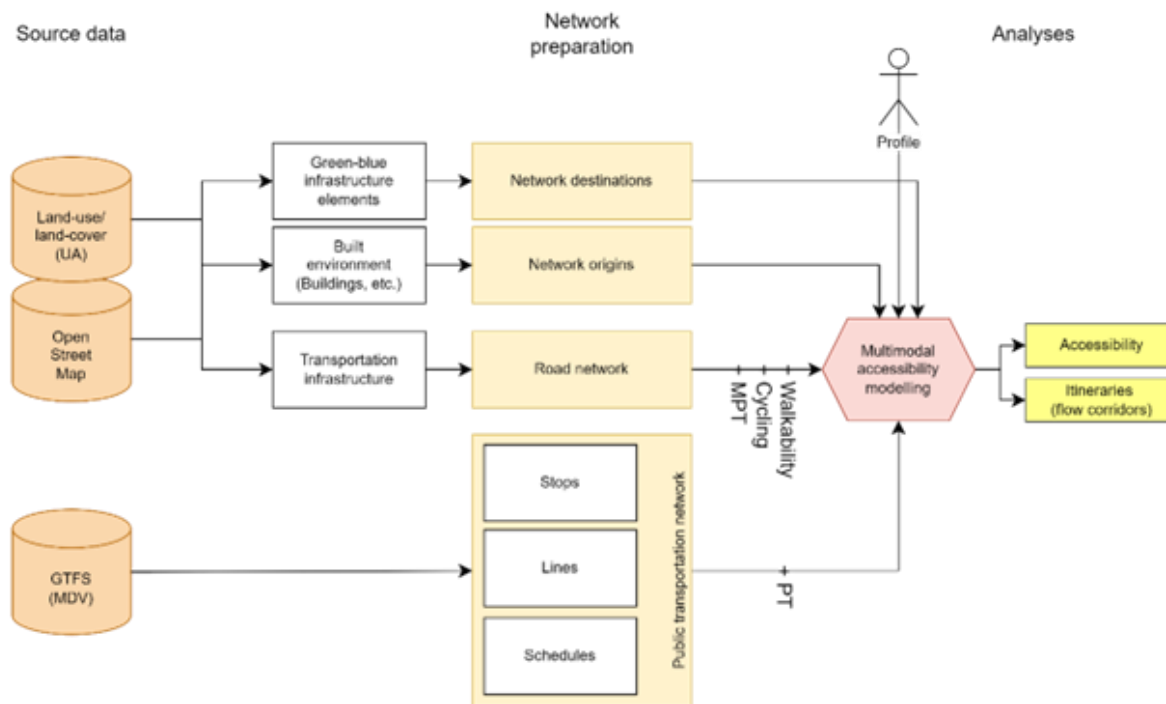 Source data
Network
preparation
Analyses
Profile
Land-use/
land-cover
(UA)
Green-blue
infrastructure
elements
Network destinations
Built
environment
(Buildings, etc.)
Network origins
Open
Street
Map
Transportation
infrastructure
Road network
MPT
Cycling
Walkability
Multimodal
accessibility
modelling
Accessibility
Itineraries
(flow corridors)
GTFS
(MDV)
Stops
Lines
Schedules
Public transportation network
PT